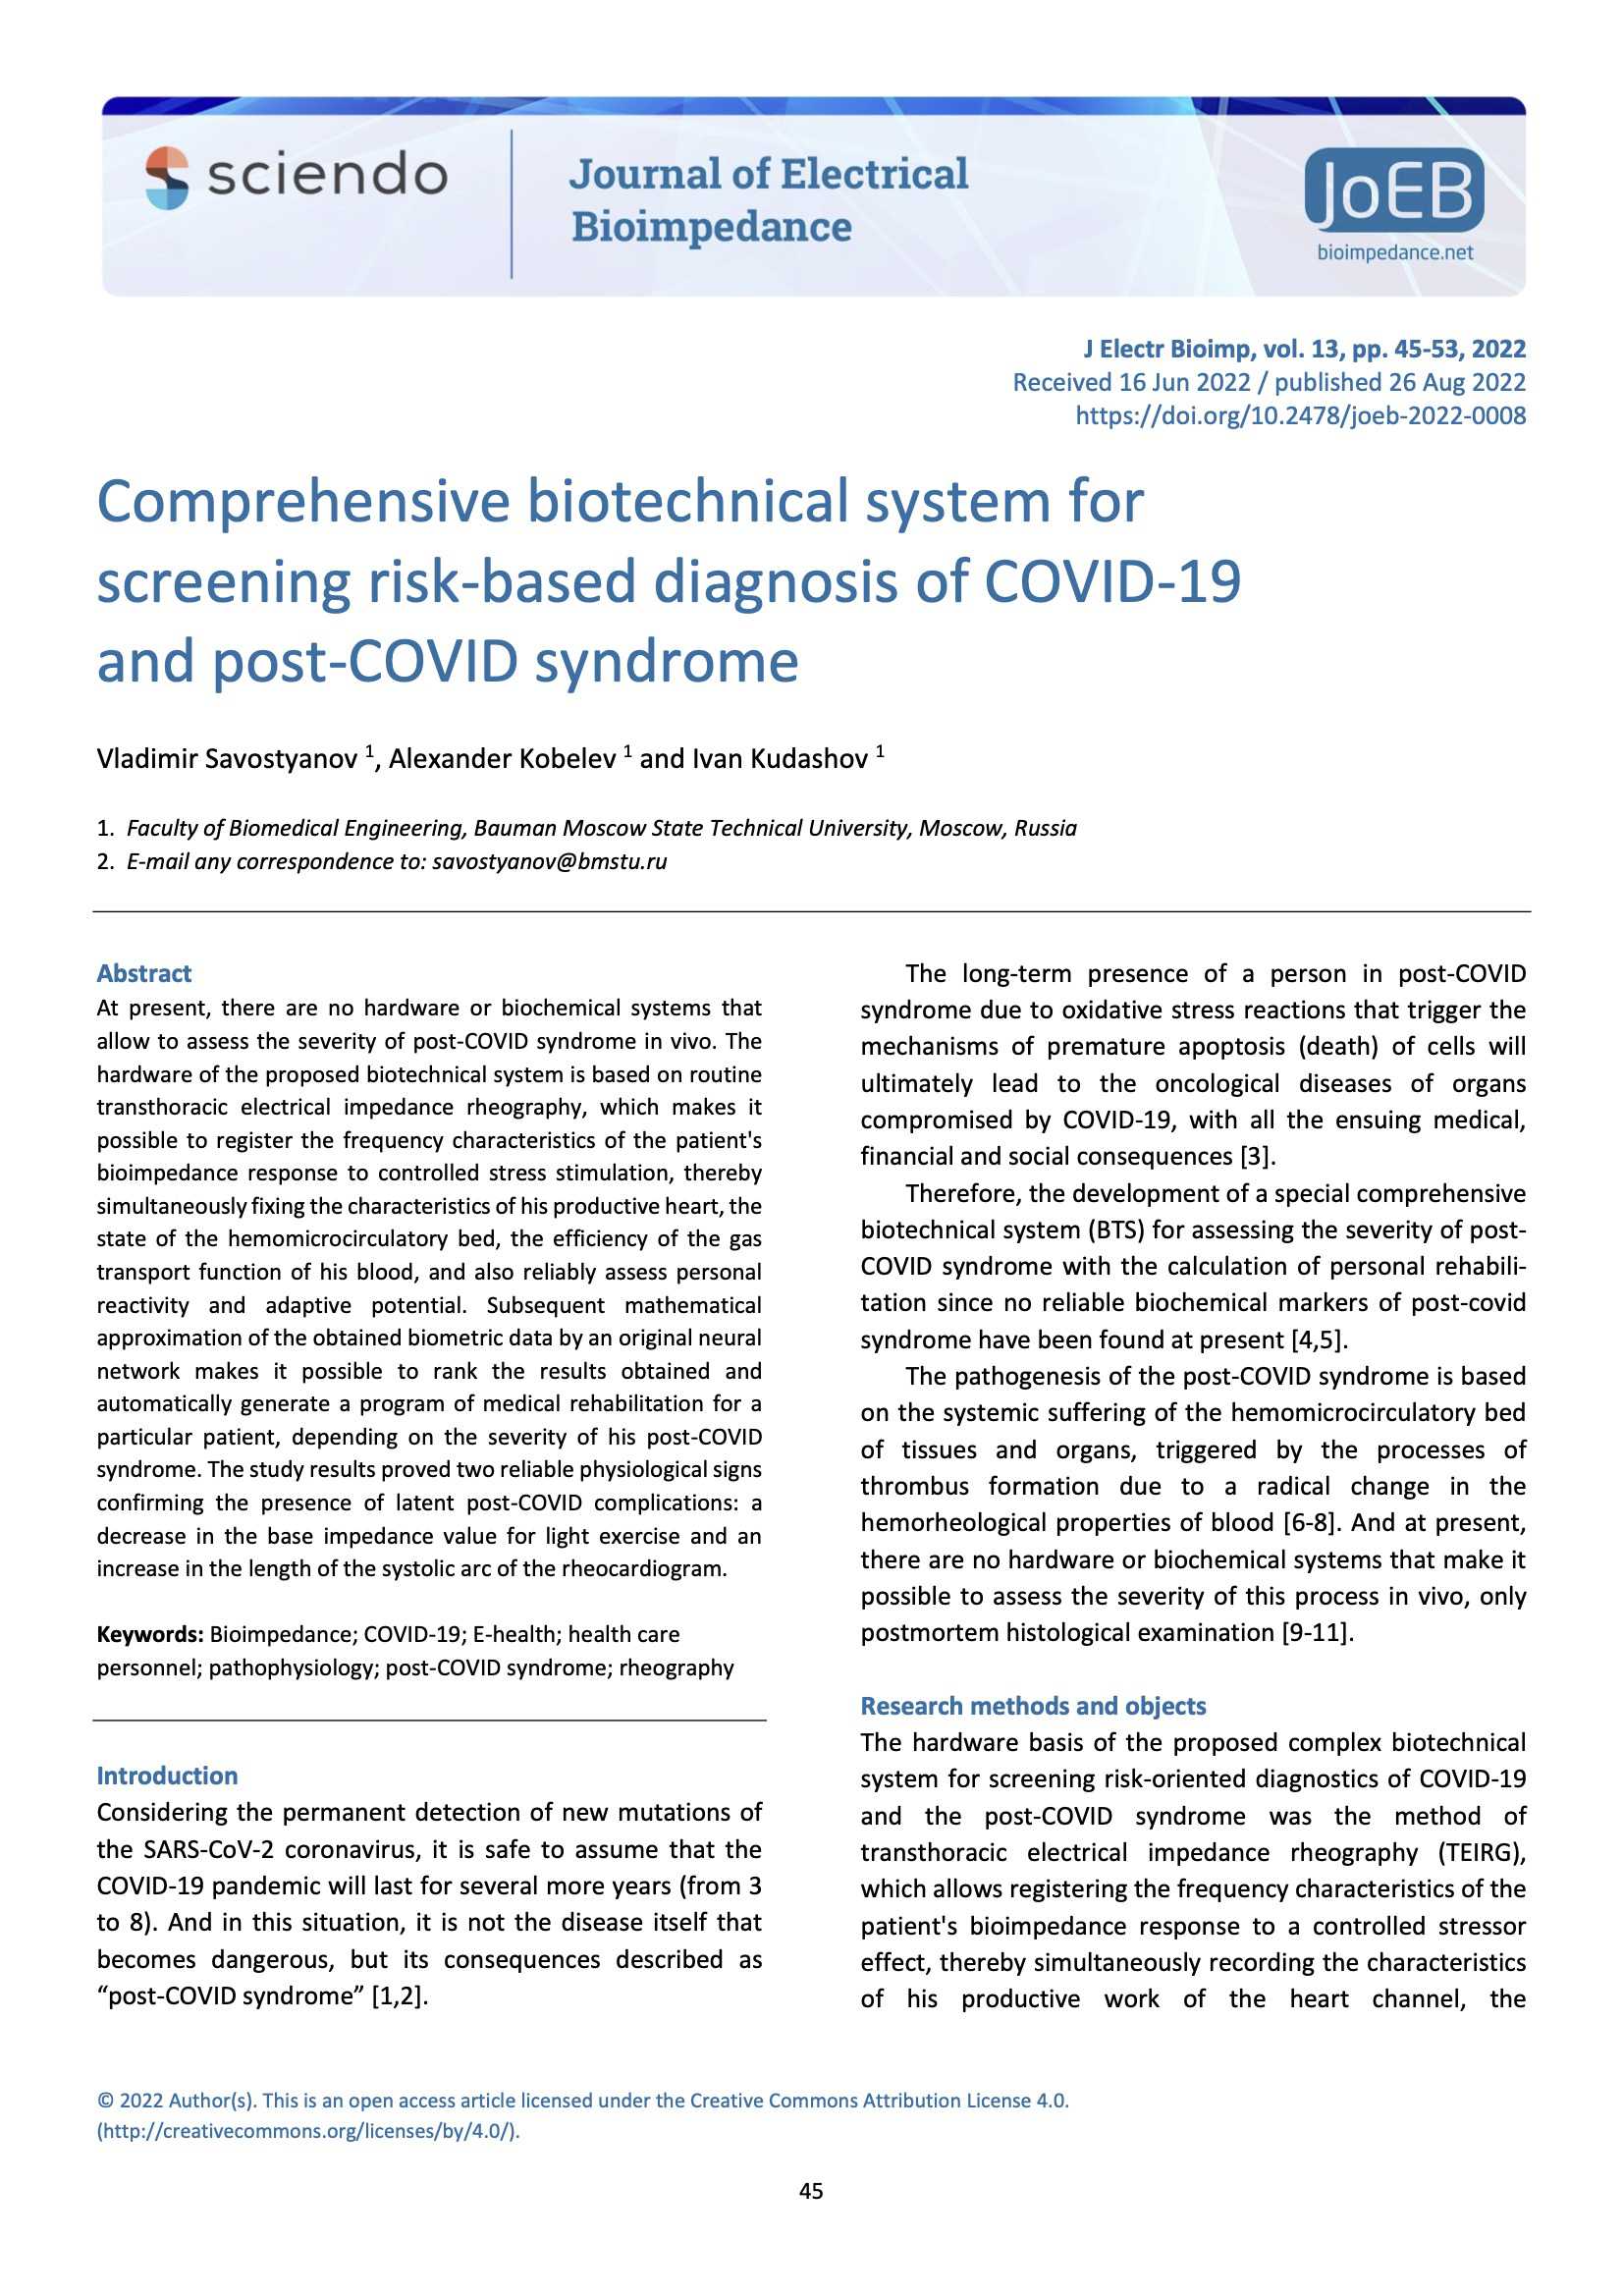 sciendo
Journal of Electrical
Bioimpedance
JoEB
bioimpedance.net
J Electr Bioimp, vol. 13, pp. 45-53, 2022
Received 16 Jun 2022 / published 26 Aug 2022
https://doi.org/10.2478/joeb-2022-0008
Comprehensive biotechnical system for
screening risk-based diagnosis of COVID-19
and post-COVID syndrome
Vladimir Savostyanov 1, Alexander Kobelev 1 and Ivan Kudashov 1
1. Faculty of Biomedical Engineering, Bauman Moscow State Technical University, Moscow, Russia
2. E-mail any correspondence to: savostyanov@bmstu.ru
Abstract
At present, there are no hardware or biochemical systems that
allow to assess the severity of post-COVID syndrome in vivo. The
hardware of the proposed biotechnical system is based on routine
transthoracic electrical impedance rheography, which makes it
possible to register the frequency characteristics of the patient's
bioimpedance response to controlled stress stimulation, thereby
simultaneously fixing the characteristics of his productive heart, the
state of the hemomicrocirculatory bed, the efficiency of the gas
transport function of his blood, and also reliably assess personal
reactivity and adaptive potential. Subsequent mathematical
approximation of the obtained biometric data by an original neural
network makes it possible to rank the results obtained and
automatically generate a program of medical rehabilitation for a
particular patient, depending on the severity of his post-COVID
syndrome. The study results proved two reliable physiological signs
confirming the presence of latent post-COVID complications: a
decrease in the base impedance value for light exercise and an
increase in the length of the systolic arc of the rheocardiogram.
Keywords: Bioimpedance; COVID-19; E-health; health care
personnel; pathophysiology; post-COVID syndrome; rheography
Introduction
Considering the permanent detection of new mutations of
the SARS-CoV-2 coronavirus, it is safe to assume that the
COVID-19 pandemic will last for several more years (from 3
to 8). And in this situation, it is not the disease itself that
becomes dangerous, but its consequences described as
“post-COVID syndrome” [1,2].
The long-term presence of a person in post-COVID
syndrome due to oxidative stress reactions that trigger the
mechanisms of premature apoptosis (death) of cells will
ultimately lead to the oncological diseases of organs
compromised by COVID-19, with all the ensuing medical,
financial and social consequences [3].
Therefore, the development of a special comprehensive
biotechnical system (BTS) for assessing the severity of post-
COVID syndrome with the calculation of personal rehabili-
tation since no reliable biochemical markers of post-covid
syndrome have been found at present [4,5].
The pathogenesis of the post-COVID syndrome is based
on the systemic suffering of the hemomicrocirculatory bed
of tissues and organs, triggered by the processes of
thrombus formation due to a radical change in the
hemorheological properties of blood [6-8]. And at present,
there are no hardware or biochemical systems that make it
possible to assess the severity of this process in vivo, only
postmortem histological examination [9-11].
Research methods and objects
The hardware basis of the proposed complex biotechnical
system for screening risk-oriented diagnostics of COVID-19
and the post-COVID syndrome was the method of
transthoracic electrical impedance rheography (TEIRG),
which allows registering the frequency characteristics of the
patient's bioimpedance response to a controlled stressor
effect, thereby simultaneously recording the characteristics
of his productive work of the heart channel, the
© 2022 Author(s). This is an open access article licensed under the Creative Commons Attribution License 4.0.
(http://creativecommons.org/licenses/by/4.0/).
45